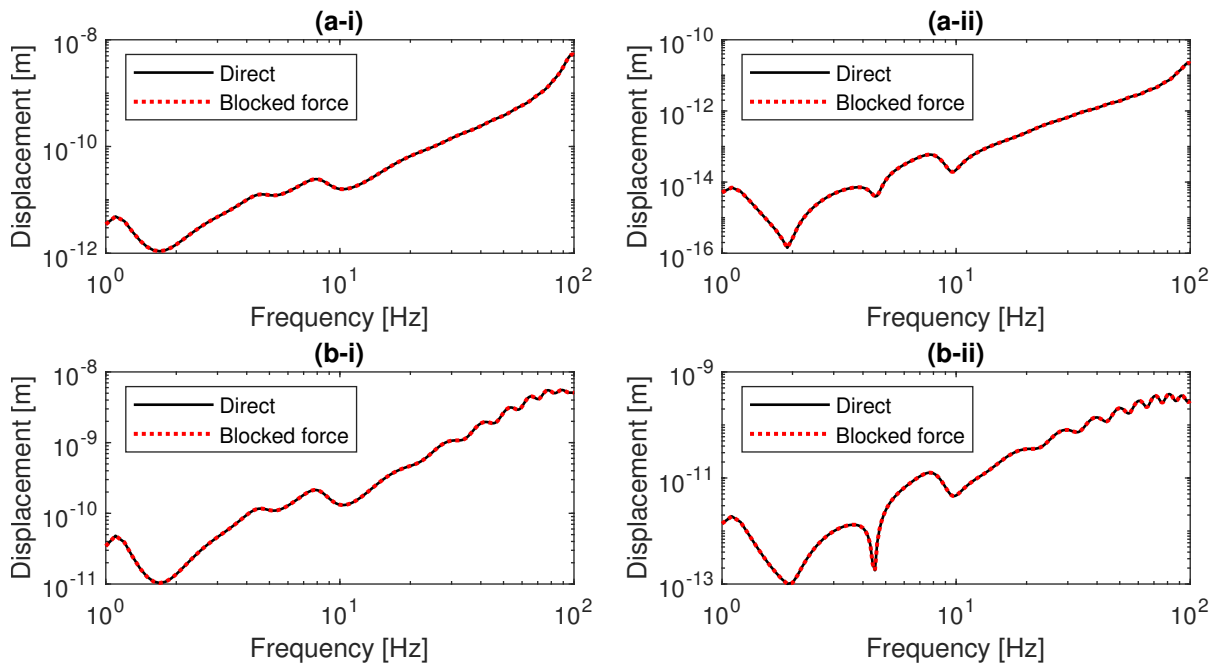 (a-i)
Displacement [m]
10^-8
10^-10
10^-12
Direct
Blocked force
10^0 10^1 10^2
Frequency [Hz]
(a-ii)
Displacement [m]
10^-10
10^-12
10^-14
10^-16
Direct
Blocked force
10^0 10^1 10^2
Frequency [Hz]
(b-i)
Displacement [m]
10^-8
10^-9
10^-10
10^-11
Direct
Blocked force
10^0 10^1 10^2
Frequency [Hz]
(b-ii)
Displacement [m]
10^-9
10^-11
10^-13
Direct
Blocked force
10^0 10^1 10^2
Frequency [Hz]